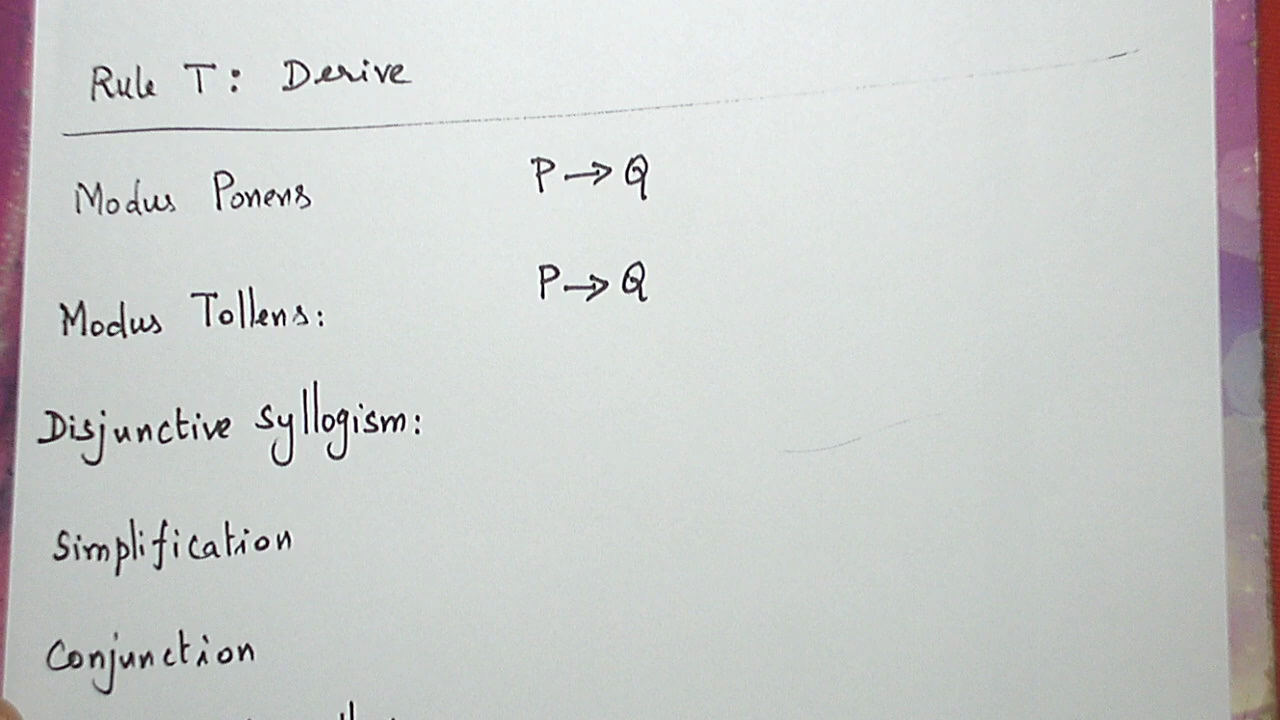 Rule T: Derive
Modus Ponens P → Q
Modus Tollens: P → Q
Disjunctive syllogism:
Simplification
Conjunction